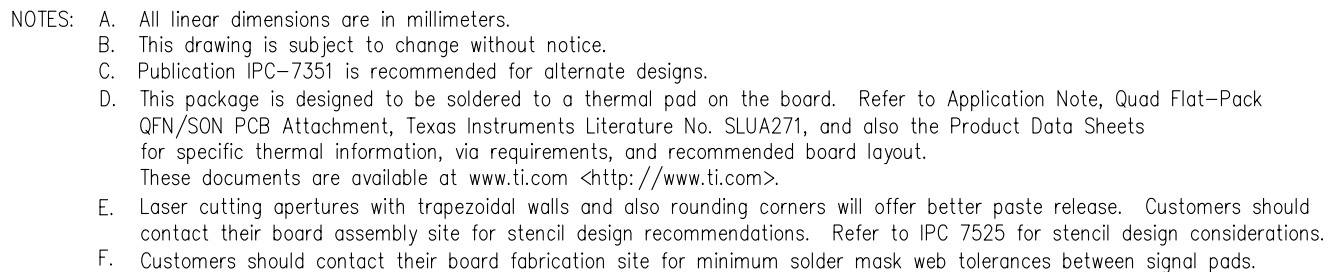 NOTES: A. All linear dimensions are in millimeters.
B. This drawing is subject to change without notice.
C. Publication IPC-7351 is recommended for alternate designs.
D. This package is designed to be soldered to a thermal pad on the board. Refer to Application Note, Quad Flat-Pack
QFN/SON PCB Attachment, Texas Instruments Literature No. SLUA271, and also the Product Data Sheets
for specific thermal information, via requirements, and recommended board layout.
These documents are available at www.ti.com <http://www.ti.com>.
E. Laser cutting apertures with trapezoidal walls and also rounding corners will offer better paste release. Customers should
contact their board assembly site for stencil design recommendations. Refer to IPC 7525 for stencil design considerations.
F. Customers should contact their board fabrication site for minimum solder mask web tolerances between signal pads.